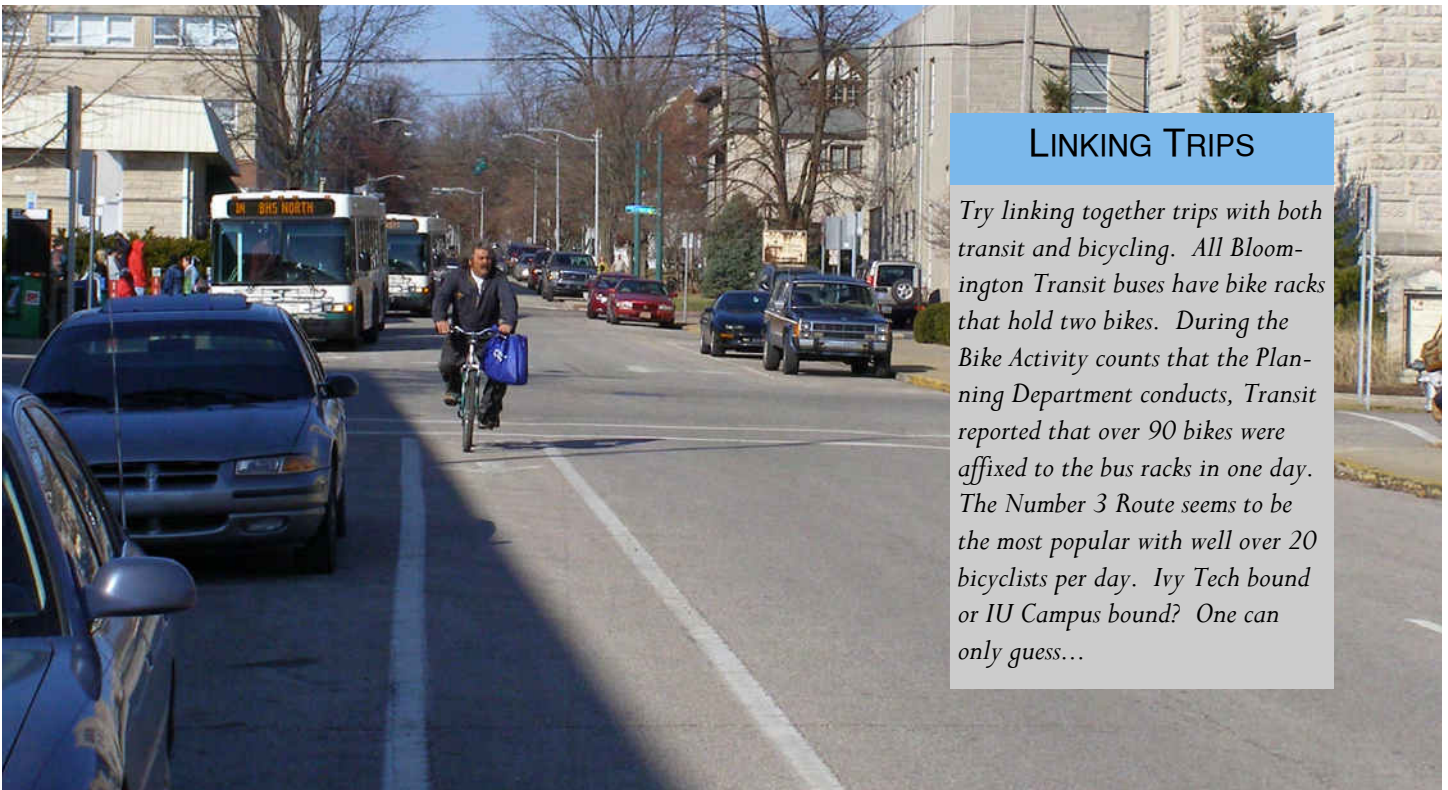 IN BHS NORTH
LINKING TRIPS
Try linking together trips with both
transit and bicycling. All Bloom-
ington Transit buses have bike racks
that hold two bikes. During the
Bike Activity counts that the Plan-
ning Department conducts, Transit
reported that over 90 bikes were
affixed to the bus racks in one day.
The Number 3 Route seems to be
the most popular with well over 20
bicyclists per day. Ivy Tech bound
or IU Campus bound? One can
only guess...